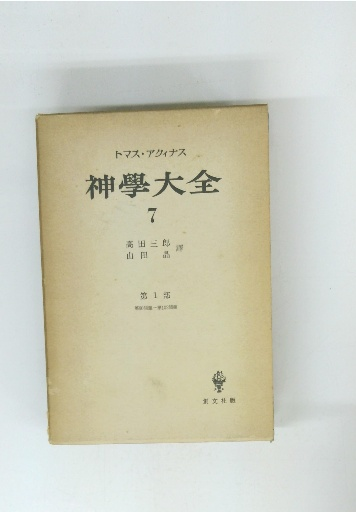 トマス・アクィナス
神學大全
7
高田三郎
山田 晶
譯
第1部
創文社版